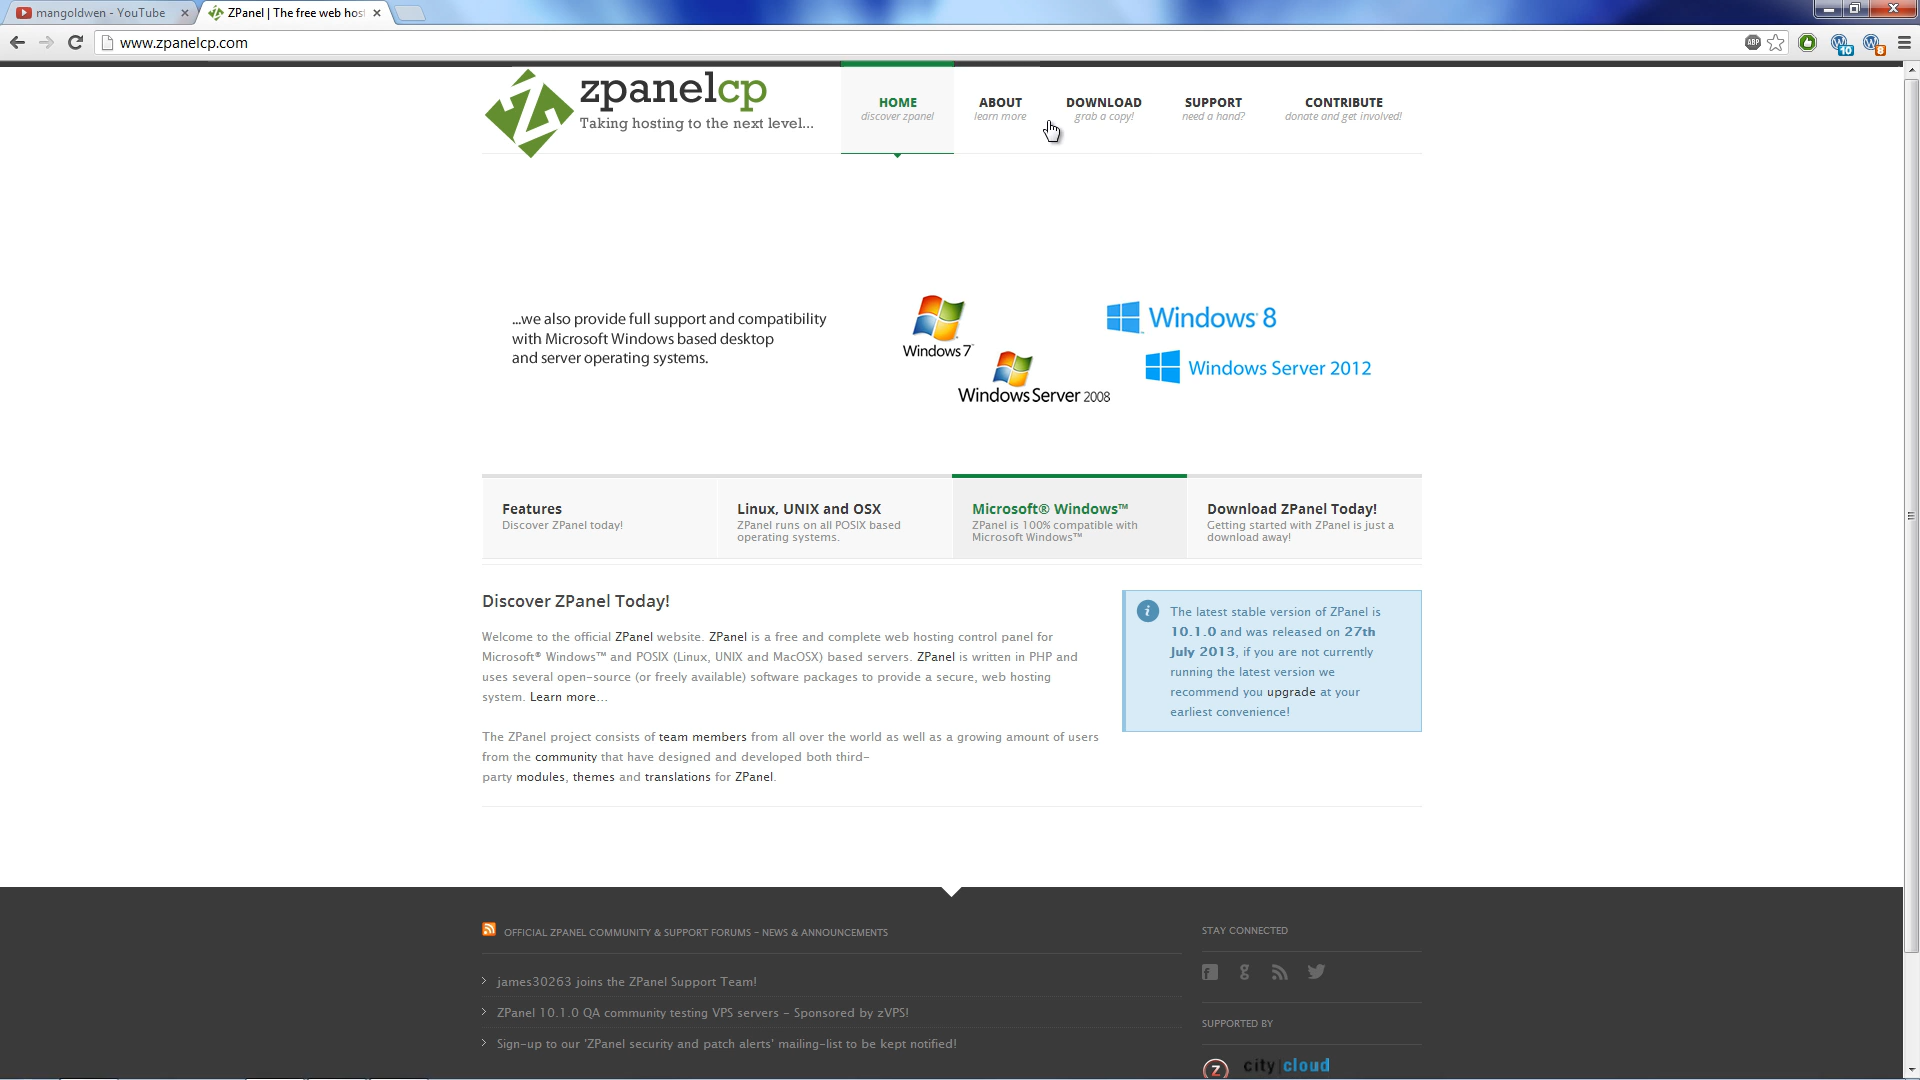 mangoldwen - YouTube
ZPanel | The free web hos
www.zpanelcp.com
ABP
10
8
zpanelcp
Taking hosting to the next level...
HOME
discover zpanel
ABOUT
learn more
DOWNLOAD
grab a copy!
SUPPORT
need a hand?
CONTRIBUTE
donate and get involved!
...we also provide full support and compatibility
with Microsoft Windows based desktop
and server operating systems.
Windows 7
Windows Server 2008
Windows 8
Windows Server 2012
Features
Discover ZPanel today!
Linux, UNIX and OSX
ZPanel runs on all POSIX based
operating systems.
Microsoft® Windows™
ZPanel is 100% compatible with
Microsoft Windows™
Download ZPanel Today!
Getting started with ZPanel is just a
download away!
Discover ZPanel Today!
Welcome to the official ZPanel website. ZPanel is a free and complete web hosting control panel for
Microsoft® Windows™ and POSIX (Linux, UNIX and MacOSX) based servers. ZPanel is written in PHP and
uses several open-source (or freely available) software packages to provide a secure, web hosting
system. Learn more...
The ZPanel project consists of team members from all over the world as well as a growing amount of users
from the community that have designed and developed both third-
party modules, themes and translations for ZPanel.
The latest stable version of ZPanel is
10.1.0 and was released on 27th
July 2013, if you are not currently
running the latest version we
recommend you upgrade at your
earliest convenience!
OFFICIAL ZPANEL COMMUNITY & SUPPORT FORUMS - NEWS & ANNOUNCEMENTS
james30263 joins the ZPanel Support Team!
ZPanel 10.1.0 QA community testing VPS servers - Sponsored by zVPS!
Sign-up to our 'ZPanel security and patch alerts' mailing-list to be kept notified!
STAY CONNECTED
SUPPORTED BY
city|cloud